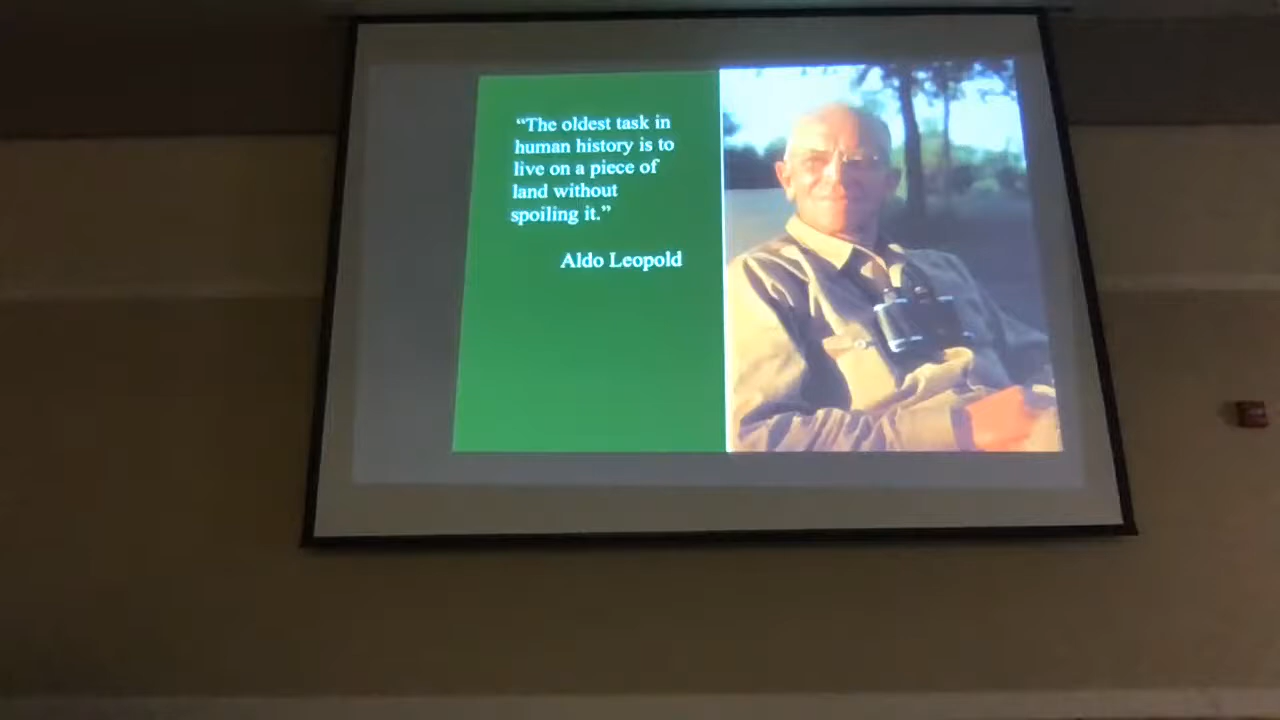 “The oldest task in
human history is to
live on a piece of
land without
spoiling it.”
Aldo Leopold